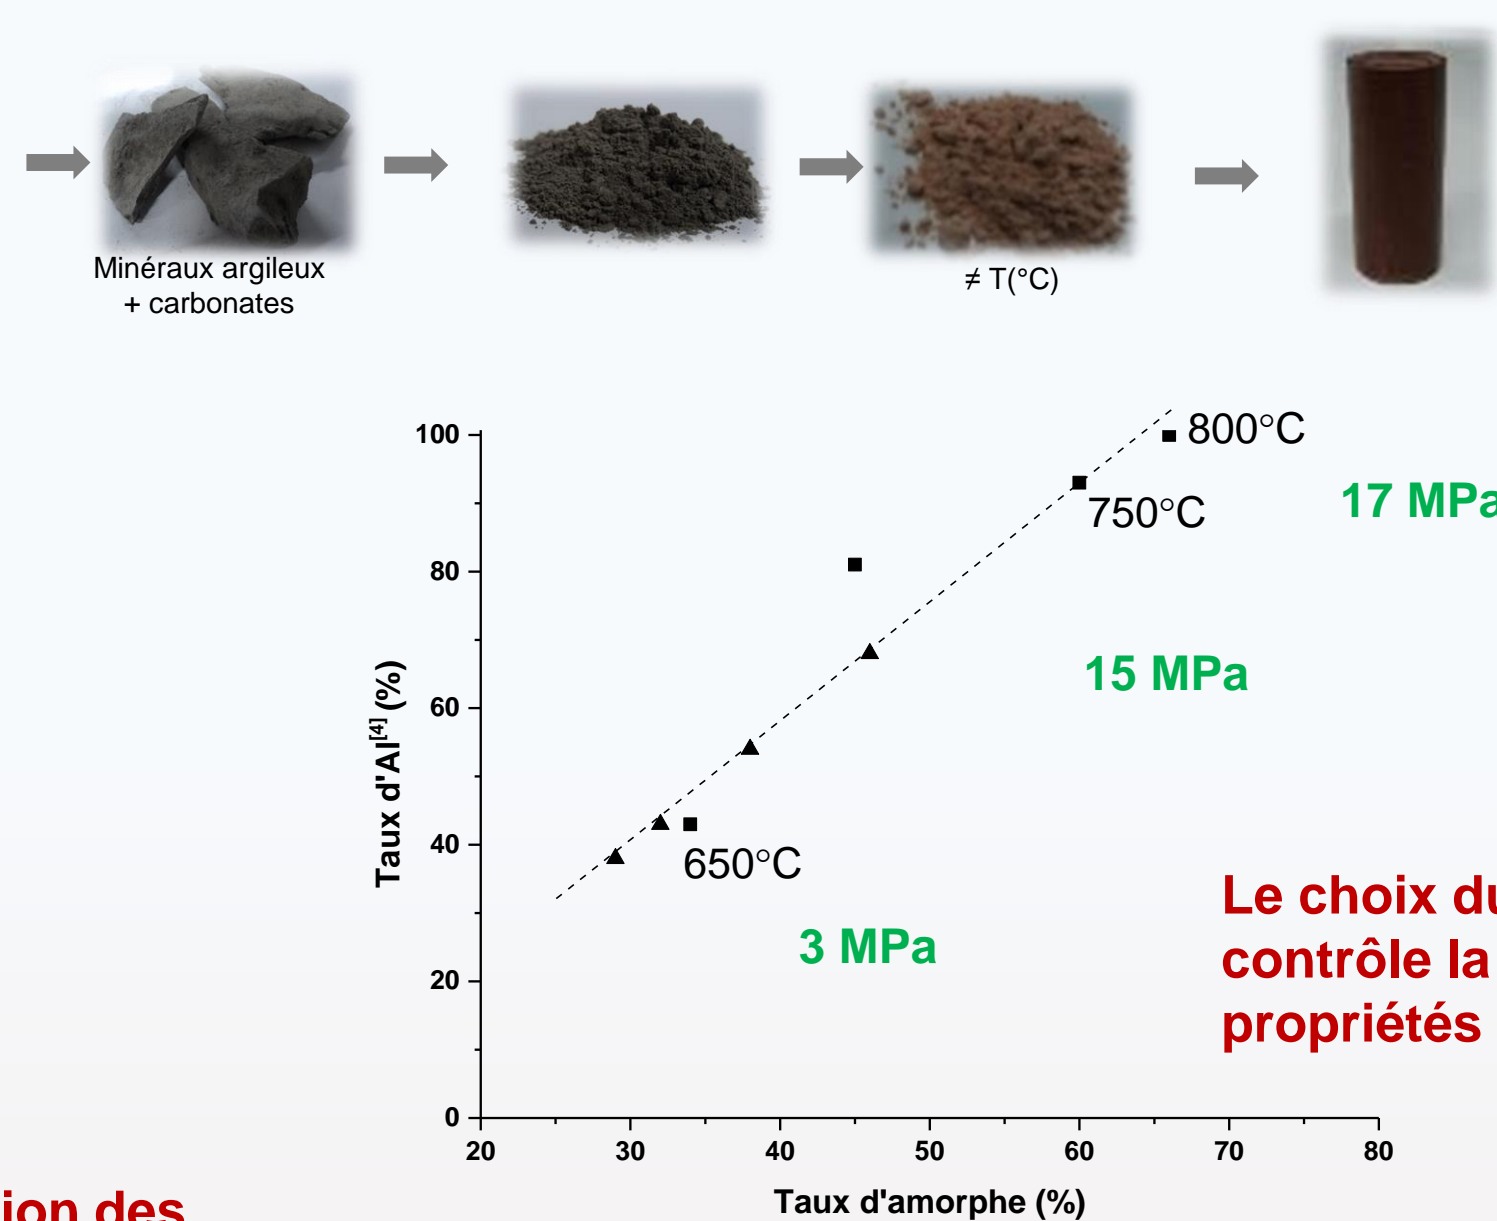 Minéraux argileux
+ carbonates
≠ T(°C)
100
80
60
40
20
0
Taux d'Al[4] (%)
800°C
750°C
650°C
17 MPa
15 MPa
3 MPa
Le choix du
contrôle la
propriétés
20 30 40 50 60 70 80
Taux d'amorphe (%)
ion des